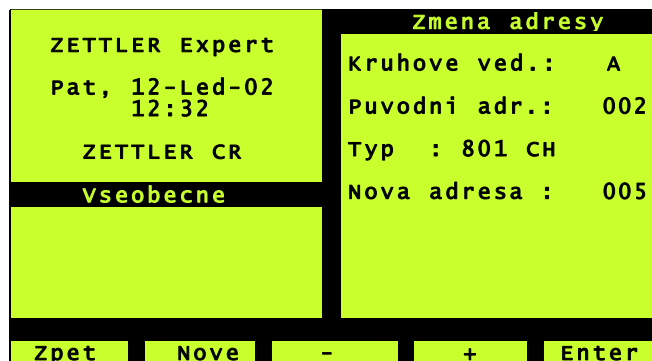 ZETTLER Expert
Pat, 12-Led-02
12:32
ZETTLER CR
Vseobecne
Zmena adresy
Kruhove ved.: A
Puvodni adr.: 002
Typ : 801 CH
Nova adresa : 005
Zpet Nove - + Enter